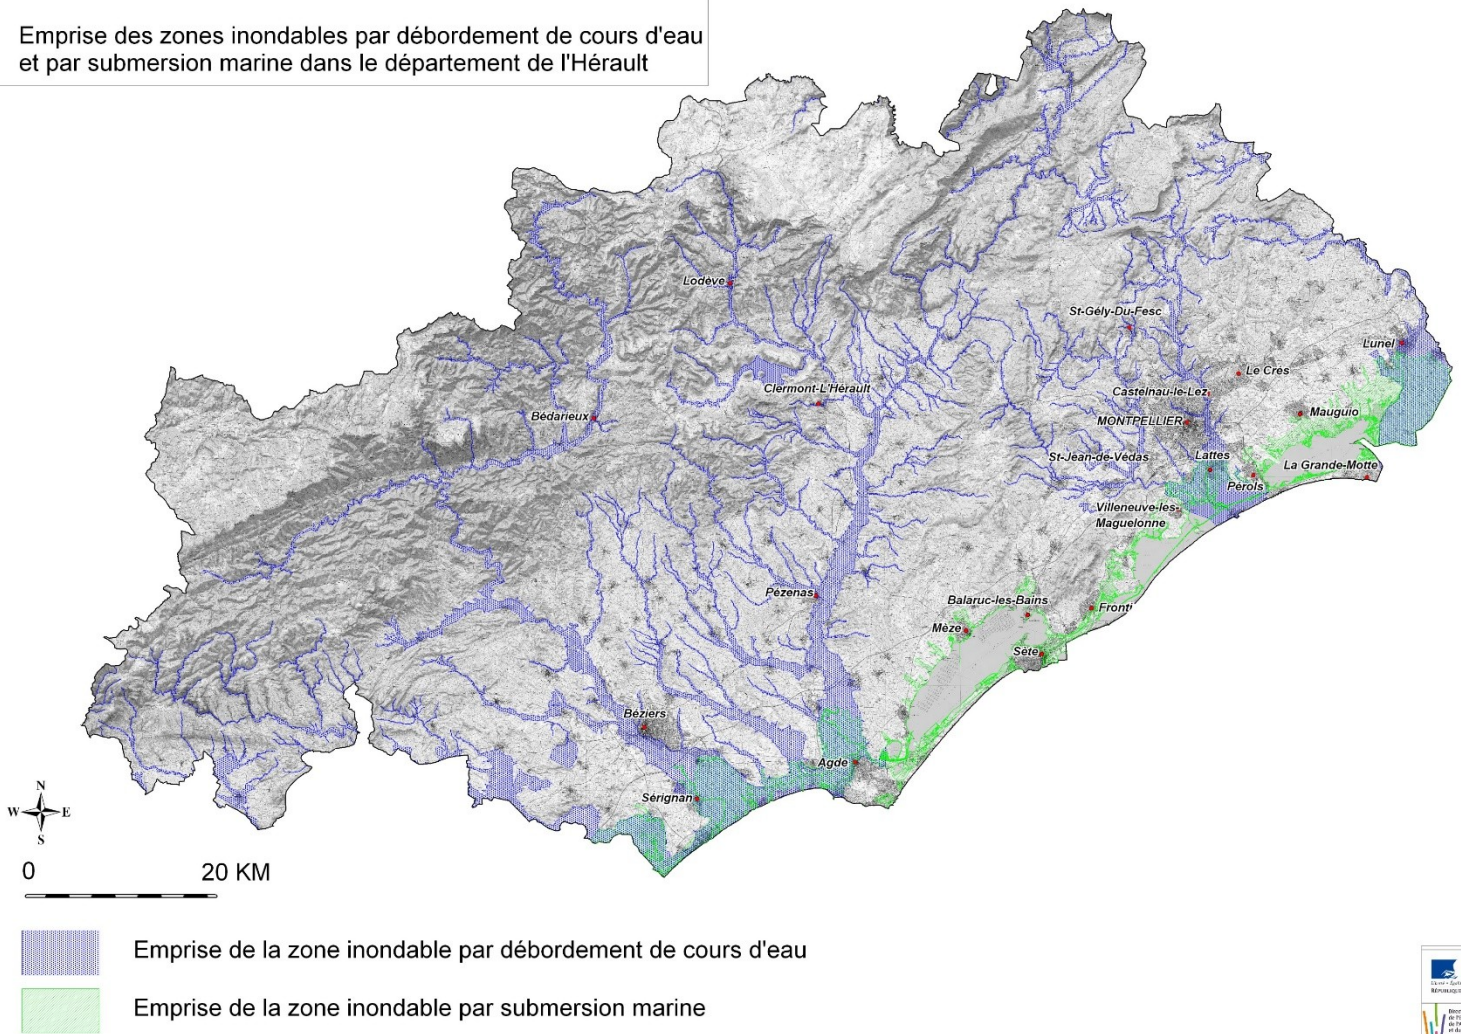 Emprise des zones inondables par débordement de cours d'eau
et par submersion marine dans le département de l'Hérault
Lodève
St-Gély-Du-Fesc
Lunel
Le Crès
Clermont-L'Hérault
Castelnau-le-Lez
Bédarieux
Mauguio
MONTPELLIER
St-Jean-de-Védas
Lattes
La Grande-Motte
Pérols
Villeneuve-les-
Maguelonne
Pézenas
Balaruc-les-Bains
Fronti
Mèze
Sète
Béziers
Agde
Sérignan
N
W E
S
0 20 KM
Emprise de la zone inondable par débordement de cours d'eau
Emprise de la zone inondable par submersion marine